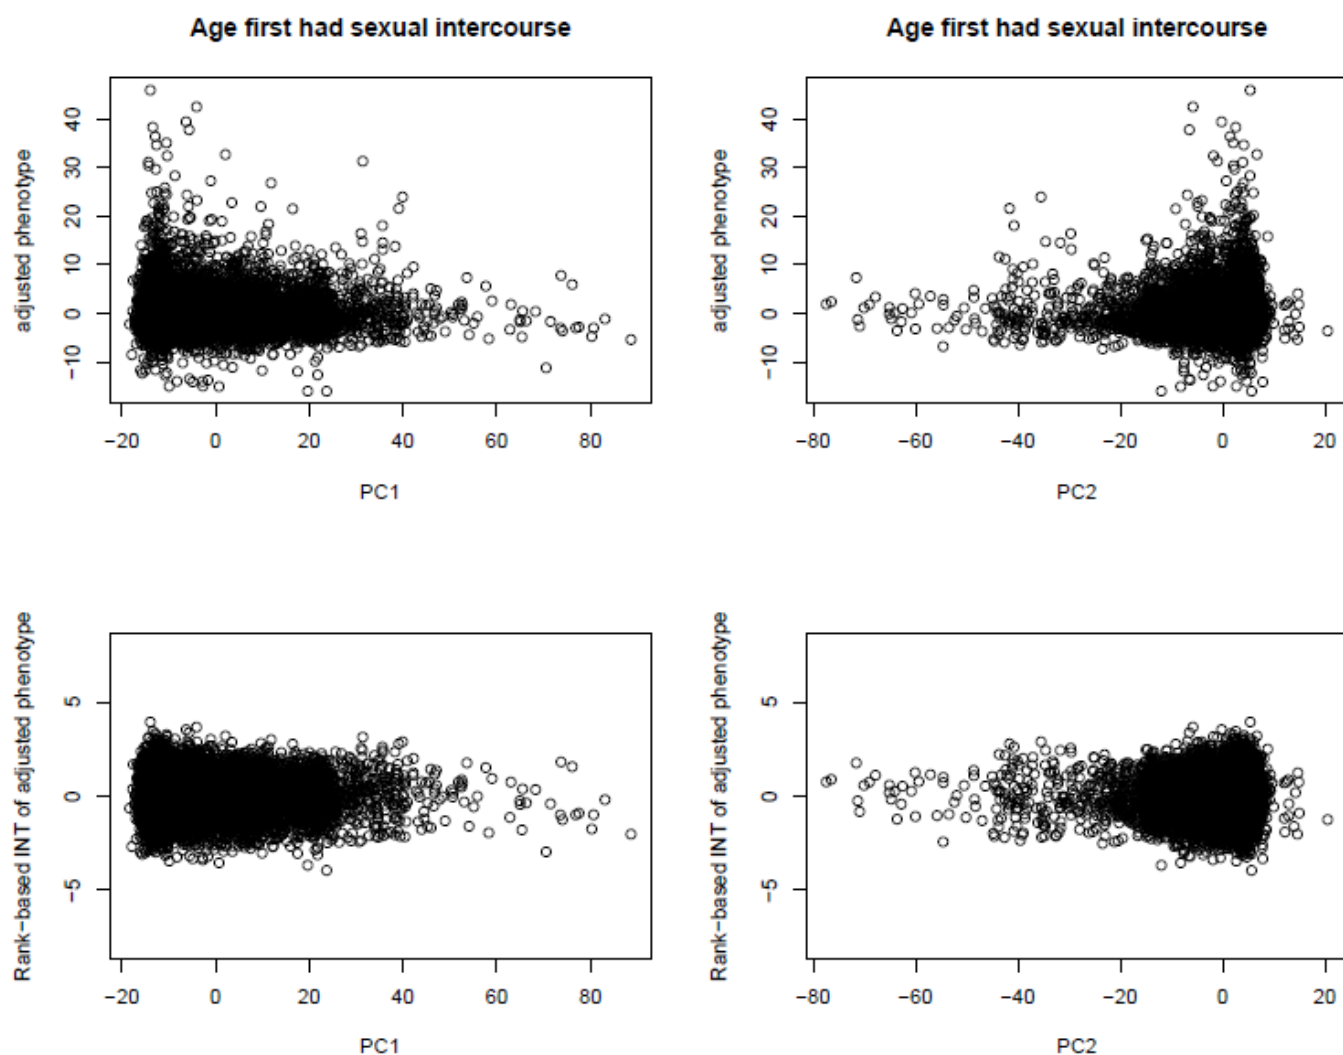 Age first had sexual intercourse
adjusted phenotype
40
30
20
10
0
−10
−20 0 20 40 60 80
PC1
Age first had sexual intercourse
adjusted phenotype
40
30
20
10
0
−10
−80 −60 −40 −20 0 20
PC2
Rank−based INT of adjusted phenotype
5
0
−5
−20 0 20 40 60 80
PC1
Rank−based INT of adjusted phenotype
5
0
−5
−80 −60 −40 −20 0 20
PC2